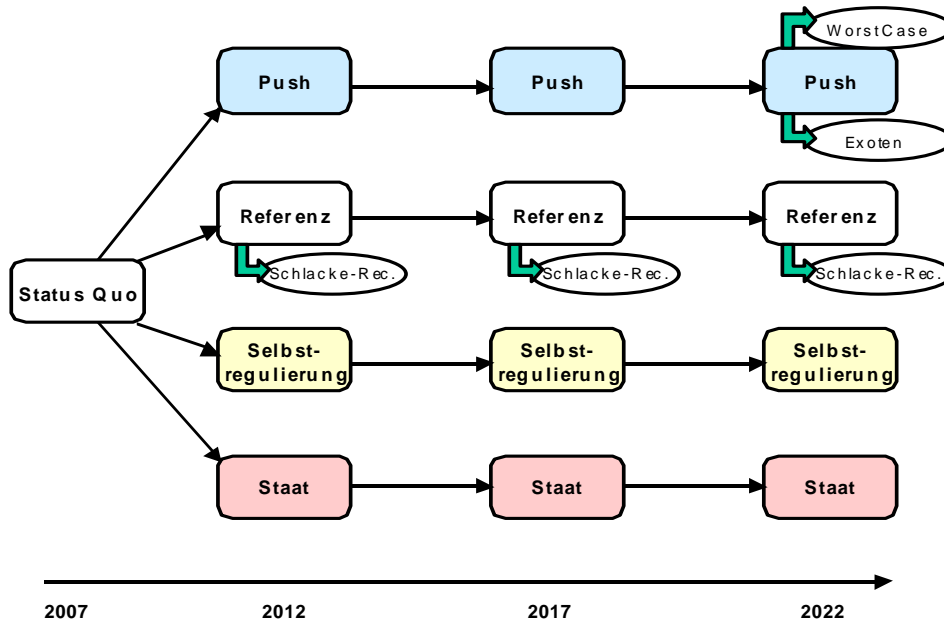 WorstCase
Push
Push
Push
Exoten
Referenz
Referenz
Referenz
Schlacke-Rec.
Schlacke-Rec.
Schlacke-Rec.
Status Quo
Selbst-
regulierung
Selbst-
regulierung
Selbst-
regulierung
Staat
Staat
Staat
2007
2012
2017
2022